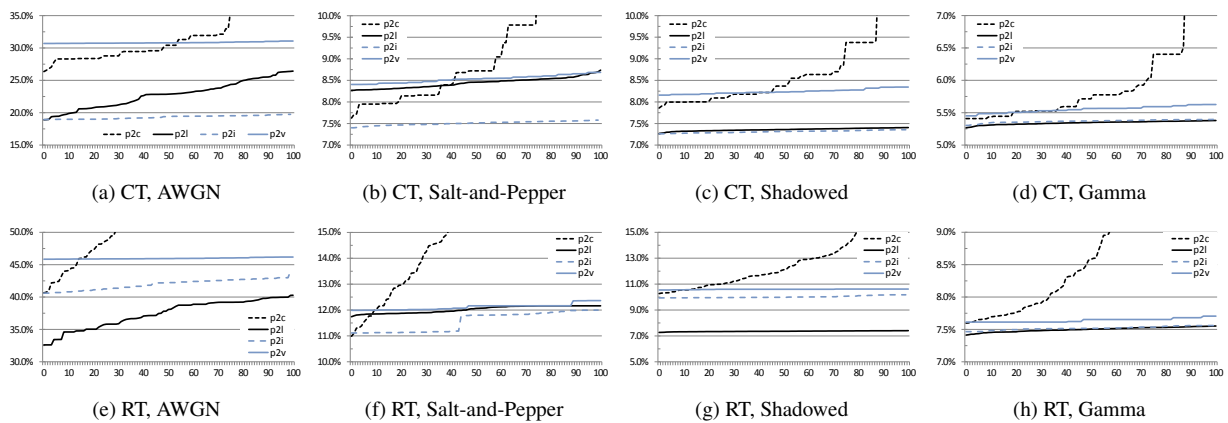 35.0%
30.0%
25.0%
20.0%
15.0%
0 10 20 30 40 50 60 70 80 90 100
p2c p2l p2i p2v
(a) CT, AWGN
10.0%
9.5%
9.0%
8.5%
8.0%
7.5%
7.0%
0 10 20 30 40 50 60 70 80 90 100
p2c
p2l
p2i
p2v
(b) CT, Salt-and-Pepper
10.0%
9.5%
9.0%
8.5%
8.0%
7.5%
7.0%
0 10 20 30 40 50 60 70 80 90 100
p2c
p2l
p2i
p2v
(c) CT, Shadowed
7.0%
6.5%
6.0%
5.5%
5.0%
0 10 20 30 40 50 60 70 80 90 100
p2c
p2l
p2i
p2v
(d) CT, Gamma
50.0%
45.0%
40.0%
35.0%
30.0%
0 10 20 30 40 50 60 70 80 90 100
p2c
p2l
p2i
p2v
(e) RT, AWGN
15.0%
14.0%
13.0%
12.0%
11.0%
10.0%
0 10 20 30 40 50 60 70 80 90 100
p2c
p2l
p2i
p2v
(f) RT, Salt-and-Pepper
15.0%
13.0%
11.0%
9.0%
7.0%
5.0%
0 10 20 30 40 50 60 70 80 90 100
p2c
p2l
p2i
p2v
(g) RT, Shadowed
9.0%
8.5%
8.0%
7.5%
7.0%
0 10 20 30 40 50 60 70 80 90 100
p2c
p2l
p2i
p2v
(h) RT, Gamma